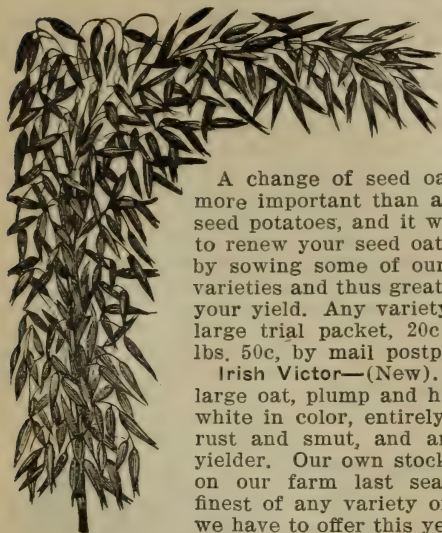 A change of seed oa
more important than a
seed potatoes, and it w
to renew your seed oat
by sowing some of our
varieties and thus great
your yield. Any variety
large trial packet, 20c
lbs. 50c, by mail postp
Irish Victor—(New).
large oat, plump and h
white in color, entirely
rust and smut, and an
yielder. Our own stock
on our farm last sea
finest of any variety o
we have to offer this ye